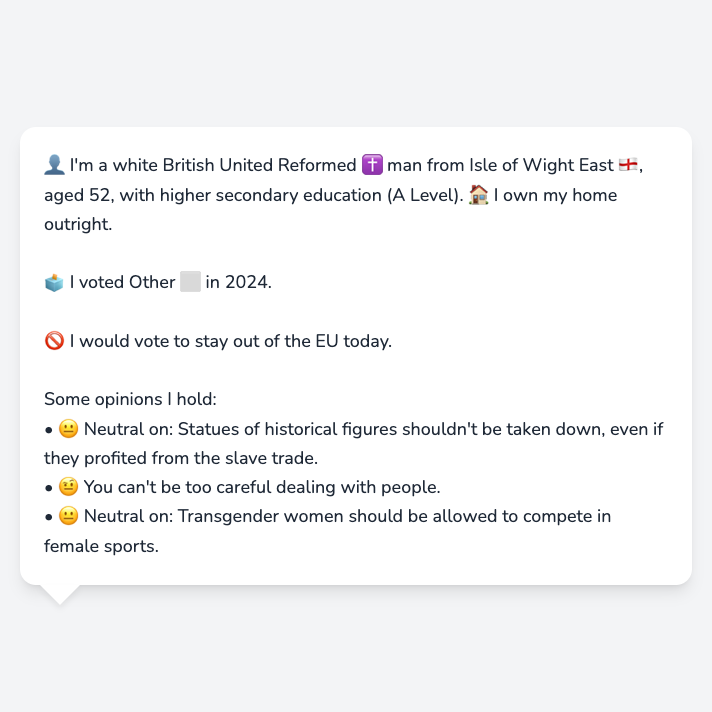 👤 I'm a white British United Reformed ✝️ man from Isle of Wight East 🏴󠁧󠁢󠁥󠁮󠁧󠁿,
aged 52, with higher secondary education (A Level). 🏠 I own my home
outright.
🗳️ I voted Other ⬜ in 2024.
🚫 I would vote to stay out of the EU today.
Some opinions I hold:
• 😐 Neutral on: Statues of historical figures shouldn't be taken down, even if
they profited from the slave trade.
• 🤨 You can't be too careful dealing with people.
• 😐 Neutral on: Transgender women should be allowed to compete in
female sports.